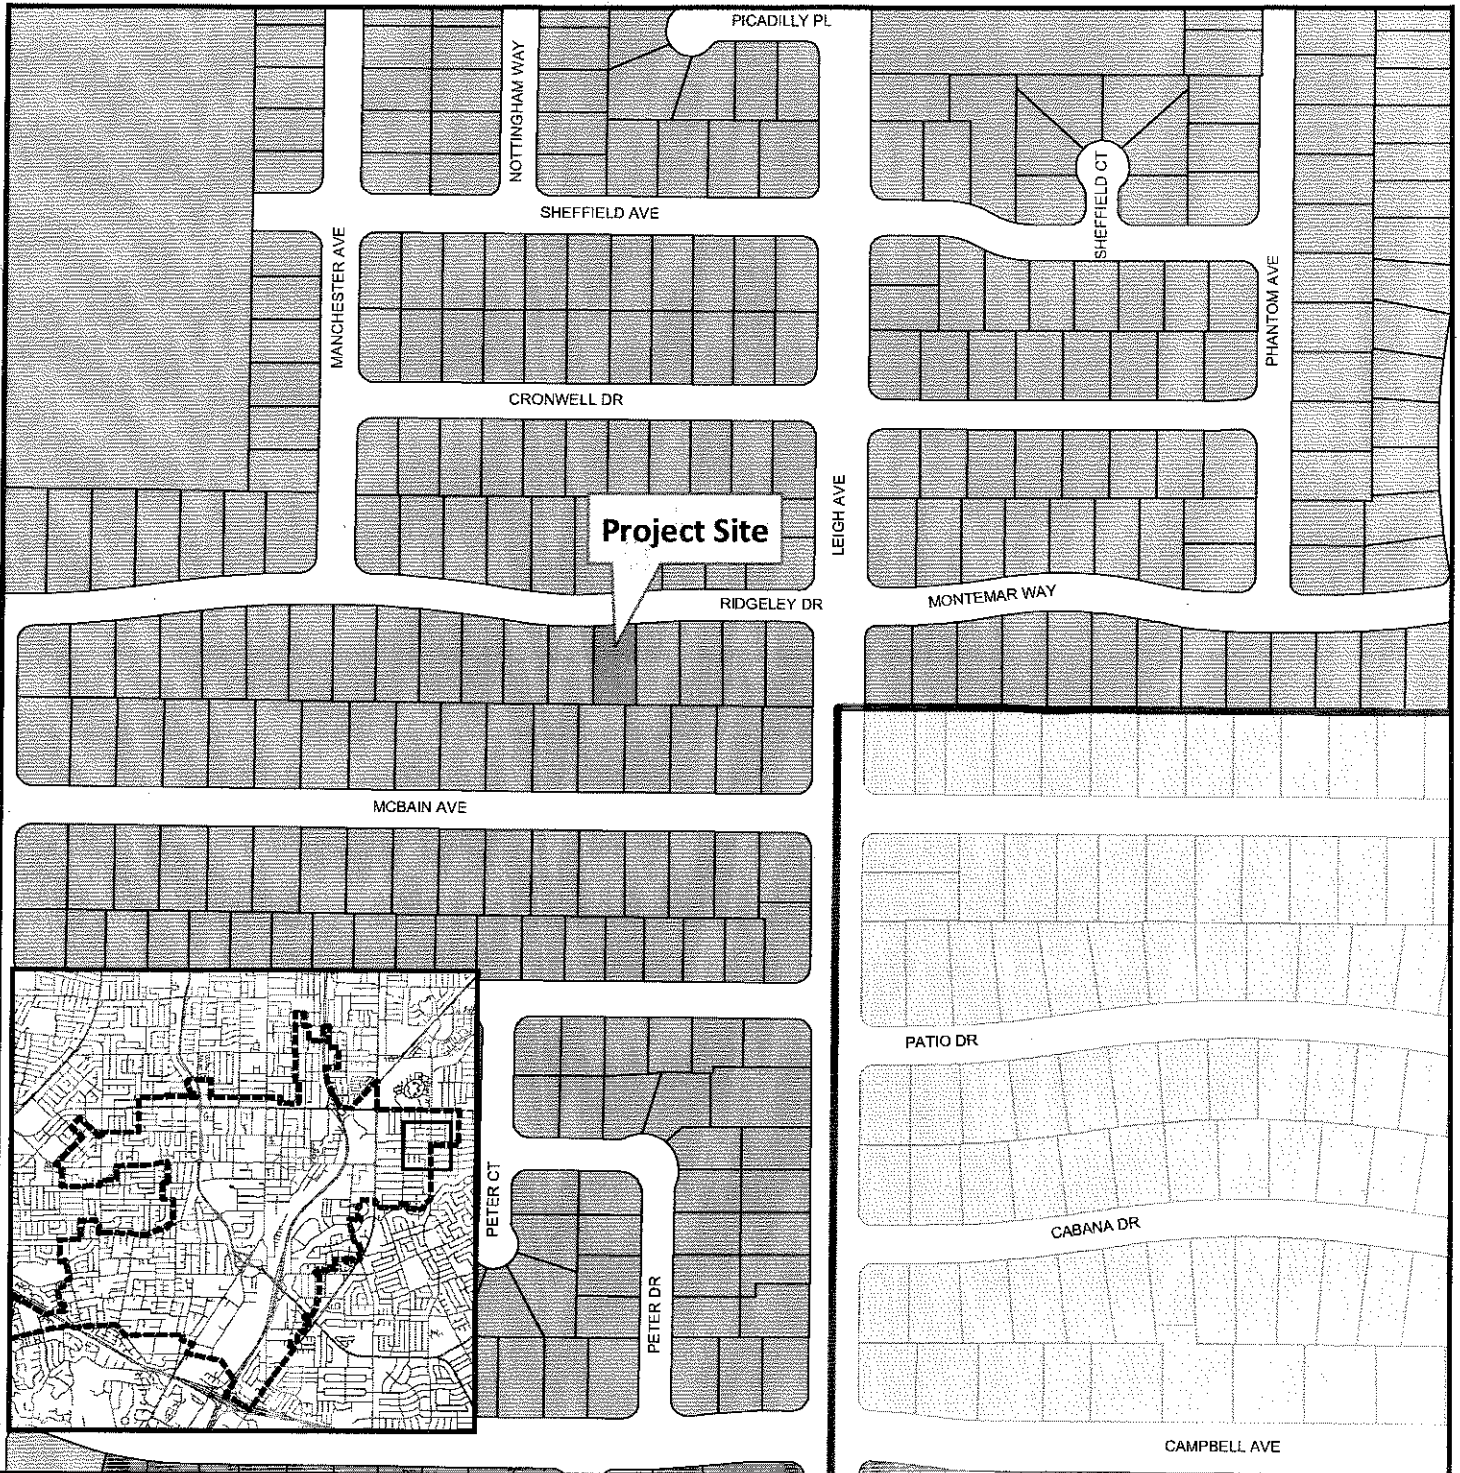 PICADILLY PL
NOTTINGHAM WAY
SHEFFIELD CT
SHEFFIELD AVE
MANCHESTER AVE
PHANTOM AVE
CRONWELL DR
LEIGH AVE
Project Site
RIDGELEY DR
MONTEMAR WAY
MCBAIN AVE
PATIO DR
PETER CT
CABANA DR
PETER DR
CAMPBELL AVE